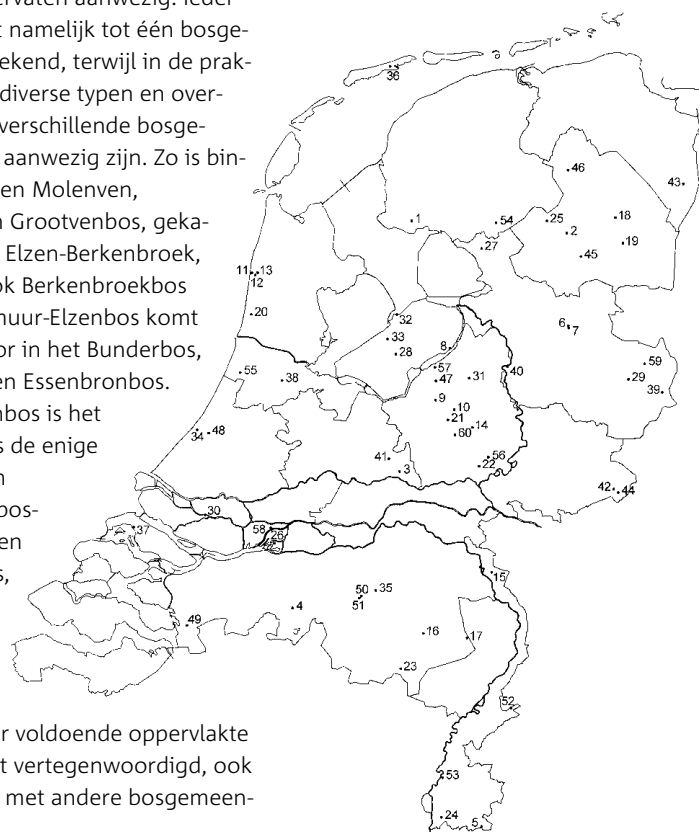 ervalen aanwezig. Ieder
t namelijk tot één bosge-
ekend, terwijl in de prak-
diverse typen en over-
verschillende bosge-
aanwezig zijn. Zo is bin-
en Molenven,
n Grootvenbos, geka-
Elzen-Berkenbroek,
ok Berkenbroekbos
nuur-Elzenbos komt
or in het Bunderbos,
en Essenbronbos.
nbos is het
s de enige
n
bos-
en
s,
r voldoende oppervlakte
t vertegenwoordigd, ook
met andere bosgemeen-
36
46
43
1
54
25
18
2
27
19
45
11 13
12
20
32
33
28
8
6
7
57
55
38
47
31
40
59
29
39
9
10
21
14
60
34 48
41
3
56
22
42 44
30
37
58
26
15
50 35
51
4
49
16
17
23
52
53
24
5